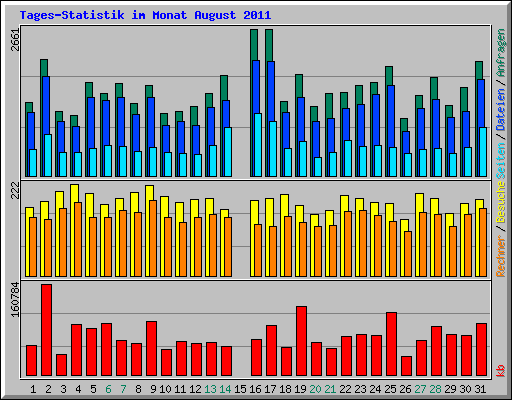 Tages-Statistik im Monat August 2011
2661
222
160784
Rechner / Besuche Seiten / Dateien / Anfragen
kb
1 2 3 4 5 6 7 8 9 10 11 12 13 14 15 16 17 18 19 20 21 22 23 24 25 26 27 28 29 30 31